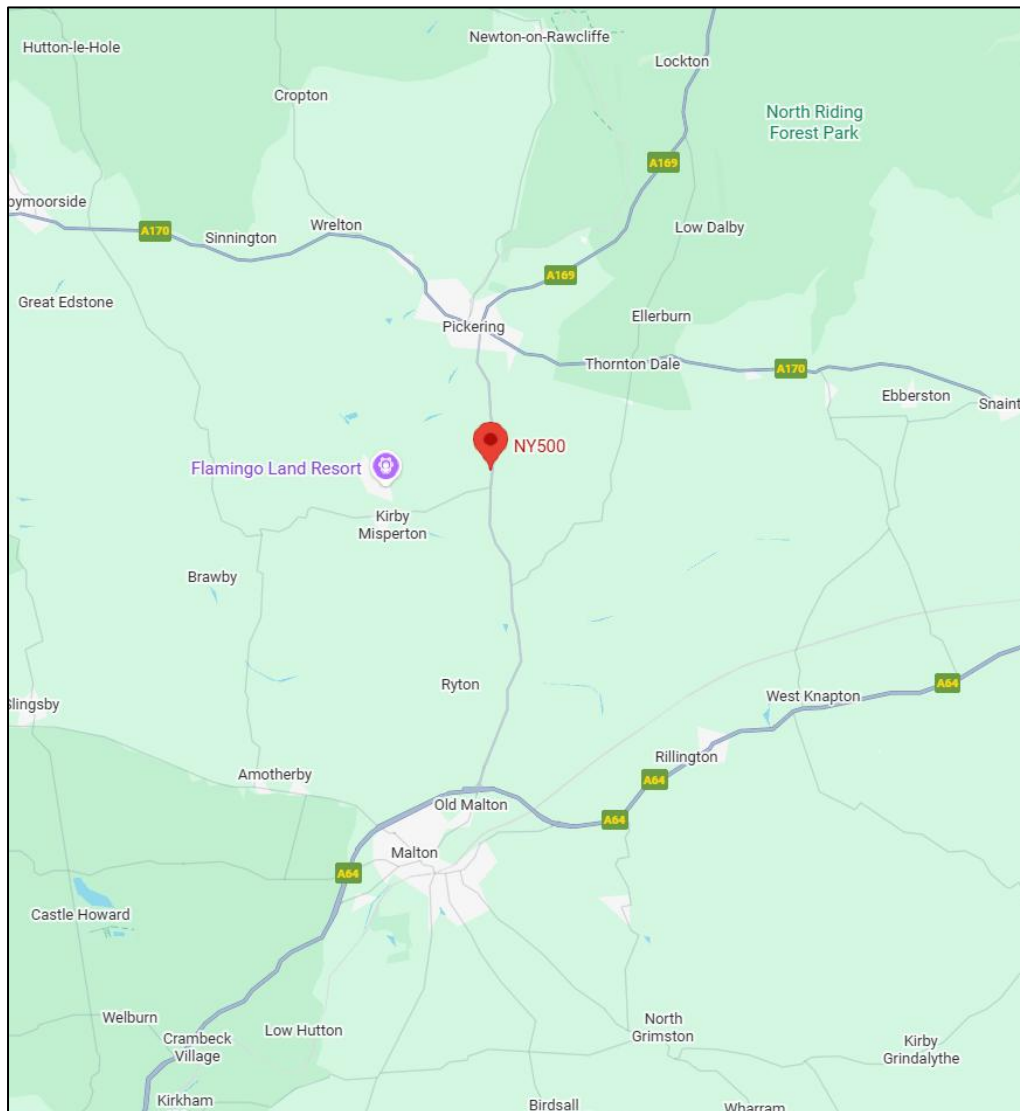 Newton-on-Rawcliffe
Hutton-le-Hole
Lockton
Cropton
North Riding
Forest Park
A169
bymoorside
A170
Sinnington
Wrelton
Low Dalby
A169
Great Edstone
Ellerburn
Pickering
Thornton Dale
A170
Ebberston
Snaint
NY500
Flamingo Land Resort
Kirby
Misperton
Brawby
Ryton
A64
West Knapton
Slingsby
Rillington
Amotherby
A64
Old Malton
A64
Malton
A64
Castle Howard
Welburn
Low Hutton
North
Grimston
Crambeck
Village
Kirby
Grindalythe
Kirkham
Birdsall
Wharram